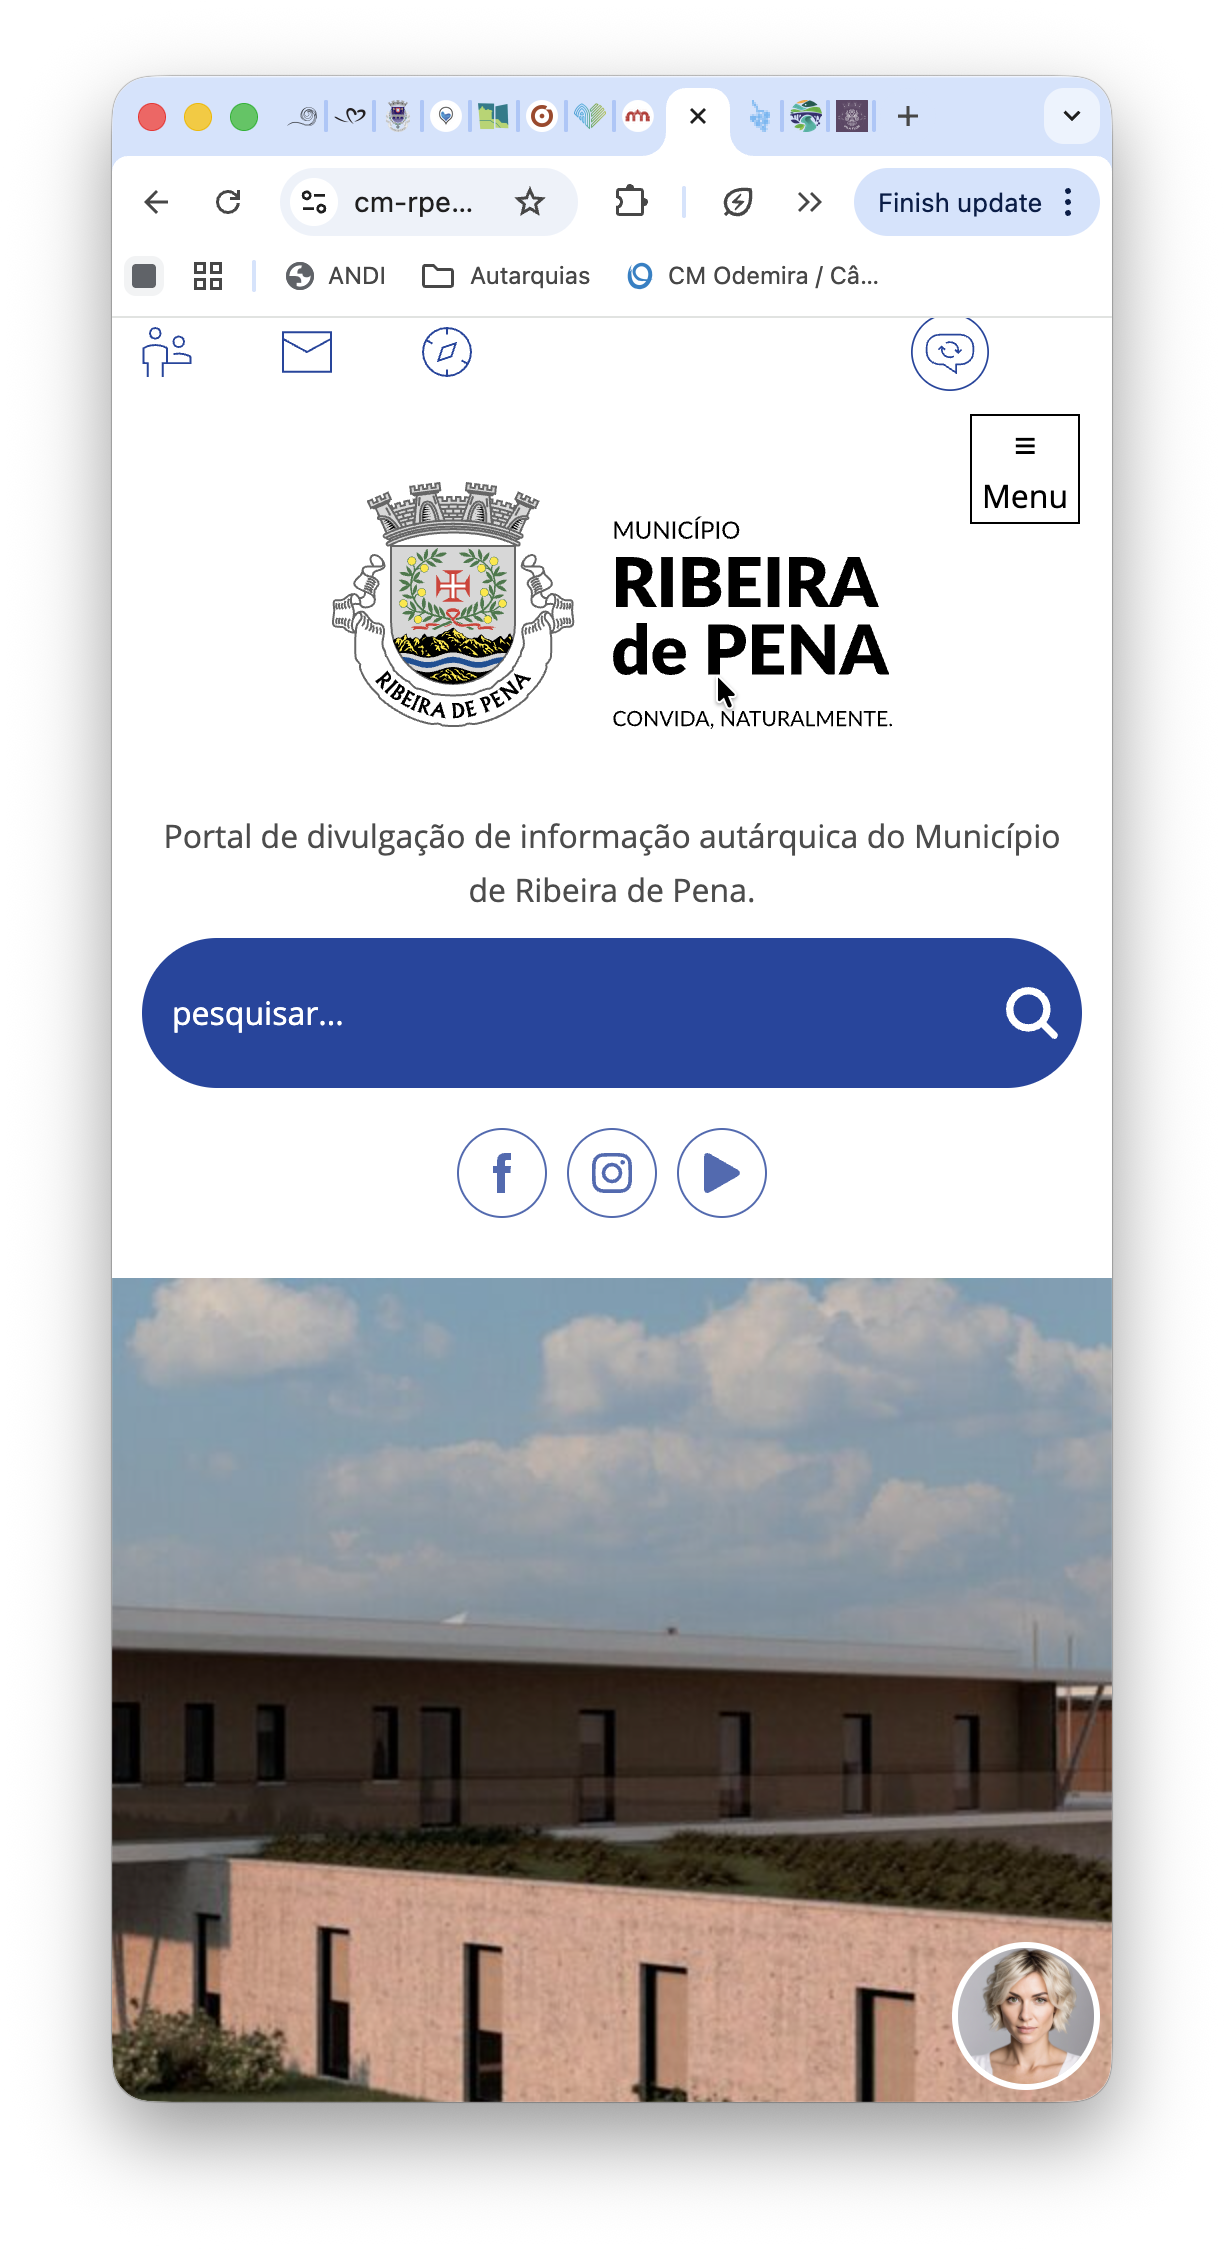 cm-rpe...
Finish update
ANDI
Autarquias
CM Odemira / Câ...
Menu
MUNICÍPIO
RIBEIRA
de PENA
CONVIDA, NATURALMENTE.
RIBEIRA DE PENA
Portal de divulgação de informação autárquica do Município
de Ribeira de Pena.
pesquisar...